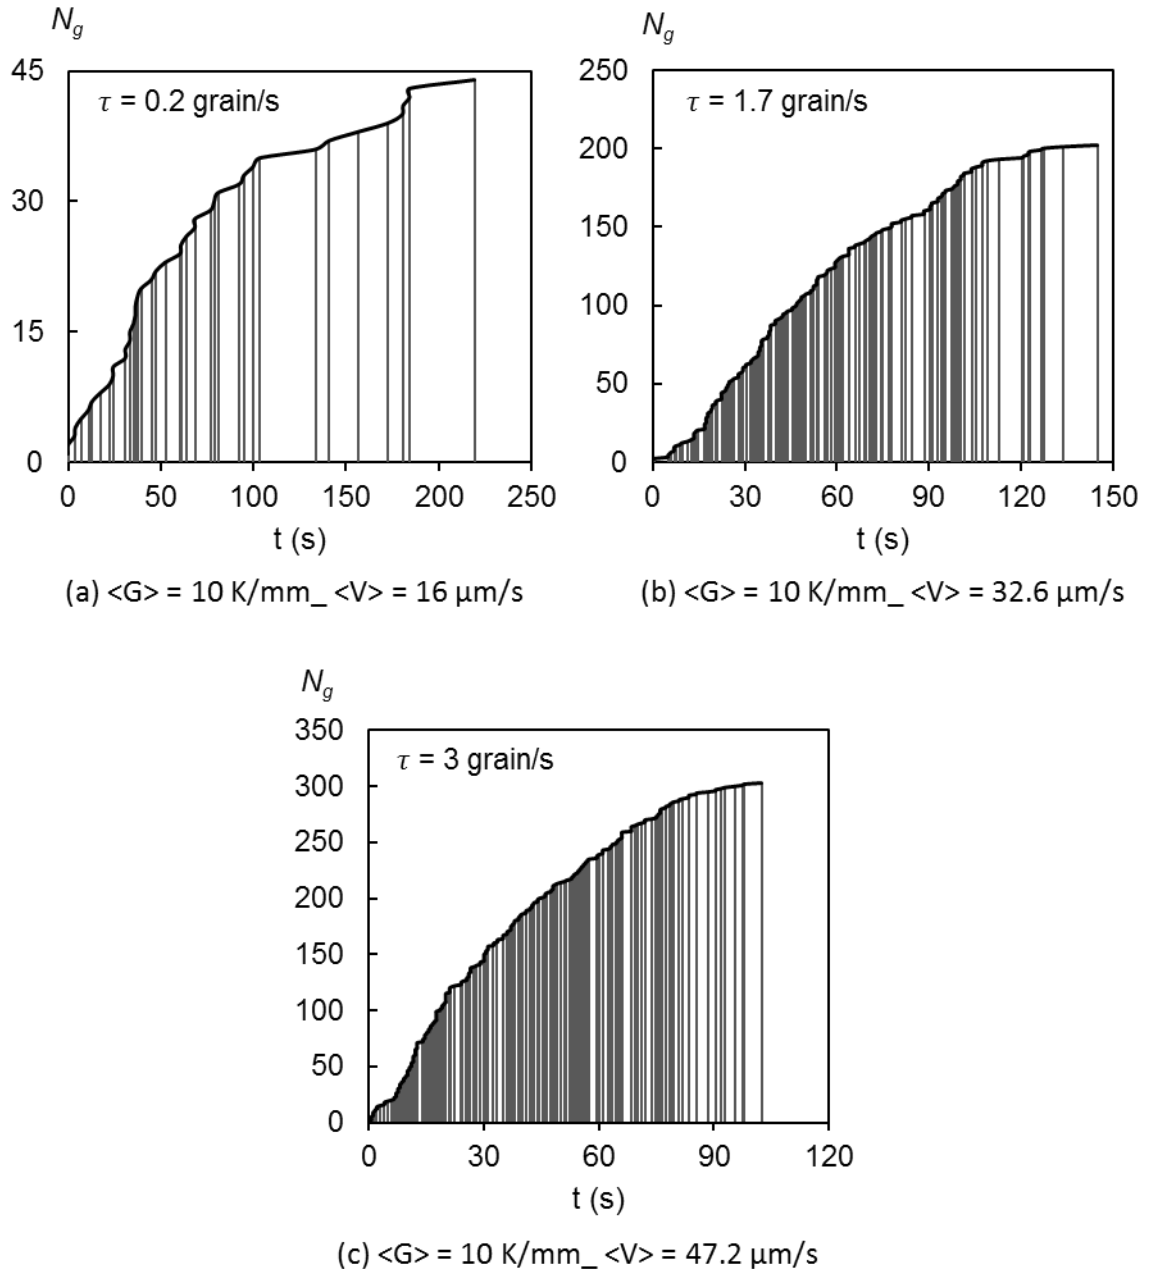 N_g
45
30
15
0
τ = 0.2 grain/s
0 50 100 150 200 250
t (s)
(a) <G> = 10 K/mm_ <V> = 16 μm/s
N_g
250
200
150
100
50
0
τ = 1.7 grain/s
0 30 60 90 120 150
t (s)
(b) <G> = 10 K/mm_ <V> = 32.6 μm/s
N_g
350
300
250
200
150
100
50
0
τ = 3 grain/s
0 30 60 90 120
t (s)
(c) <G> = 10 K/mm_ <V> = 47.2 μm/s